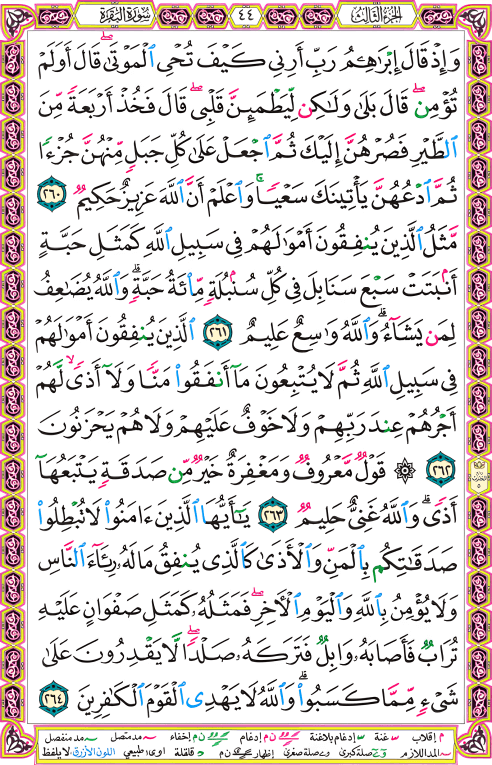 الجزء الثالث
٤٤
سورة البقرة
وَإِذْ قَالَ إِبْرَٰهِـۧمُ رَبِّ أَرِنِى كَيْفَ تُحْىِ ٱلْمَوْتَىٰ ۖ قَالَ أَوَلَمْ
تُؤْمِن ۖ قَالَ بَلَىٰ وَلَـٰكِن لِّيَطْمَئِنَّ قَلْبِى ۖ قَالَ فَخُذْ أَرْبَعَةً مِّنَ
ٱلطَّيْرِ فَصُرْهُنَّ إِلَيْكَ ثُمَّ ٱجْعَلْ عَلَىٰ كُلِّ جَبَلٍ مِّنْهُنَّ جُزْءًا
ثُمَّ ٱدْعُهُنَّ يَأْتِينَكَ سَعْيًا ۚ وَٱعْلَمْ أَنَّ ٱللَّهَ عَزِيزٌ حَكِيمٌ ٢٦٠
مَّثَلُ ٱلَّذِينَ يُنفِقُونَ أَمْوَٰلَهُمْ فِى سَبِيلِ ٱللَّهِ كَمَثَلِ حَبَّةٍ
أَنۢبَتَتْ سَبْعَ سَنَابِلَ فِى كُلِّ سُنۢبُلَةٍ مِّا۟ئَةُ حَبَّةٍ ۗ وَٱللَّهُ يُضَـٰعِفُ
لِمَن يَشَآءُ ۗ وَٱللَّهُ وَٰسِعٌ عَلِيمٌ ٢٦١ ٱلَّذِينَ يُنفِقُونَ أَمْوَٰلَهُمْ
فِى سَبِيلِ ٱللَّهِ ثُمَّ لَا يُتْبِعُونَ مَآ أَنفَقُوا۟ مَنًّا وَلَآ أَذًى ۙ لَّهُمْ
أَجْرُهُمْ عِندَ رَبِّهِمْ وَلَا خَوْفٌ عَلَيْهِمْ وَلَا هُمْ يَحْزَنُونَ
٢٦٢ ۞ قَوْلٌ مَّعْرُوفٌ وَمَغْفِرَةٌ خَيْرٌ مِّن صَدَقَةٍ يَتْبَعُهَآ
أَذًى ۗ وَٱللَّهُ غَنِىٌّ حَلِيمٌ ٢٦٣ يَـٰٓأَيُّهَا ٱلَّذِينَ ءَامَنُوا۟ لَا تُبْطِلُوا۟
صَدَقَـٰتِكُم بِٱلْمَنِّ وَٱلْأَذَىٰ كَٱلَّذِى يُنفِقُ مَالَهُۥ رِئَآءَ ٱلنَّاسِ
وَلَا يُؤْمِنُ بِٱللَّهِ وَٱلْيَوْمِ ٱلْـَٔاخِرِ ۖ فَمَثَلُهُۥ كَمَثَلِ صَفْوَانٍ عَلَيْهِ
تُرَابٌ فَأَصَابَهُۥ وَابِلٌ فَتَرَكَهُۥ صَلْدًا ۖ لَّا يَقْدِرُونَ عَلَىٰ
شَىْءٍ مِّمَّا كَسَبُوا۟ ۗ وَٱللَّهُ لَا يَهْدِى ٱلْقَوْمَ ٱلْكَـٰفِرِينَ ٢٦٤
م إقلاب س غنة س إدغام بلاغنة ن م إدغام ن م إخفاء مد متصل مد منفصل
المد اللازم صلة كبرى صلة صغرى إظهار ن م قلقلة اوى طبيعي اللون الأزرق لا يلفظ